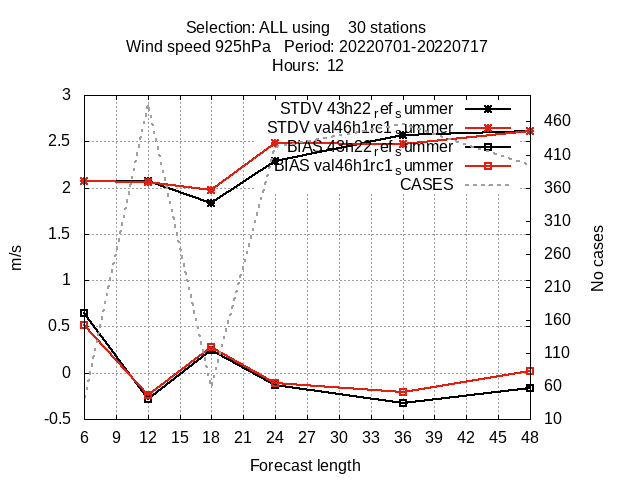 Selection: ALL using    30 stations
Wind speed 925hPa   Period: 20220701-20220717
Hours:  12
STDV 43h22_ref_summer
STDV val46h1rc1_summer
BIAS 43h22_ref_summer
BIAS val46h1rc1_summer
CASES
3
2.5
2
1.5
1
0.5
0
-0.5
m/s
460
410
360
310
260
210
160
110
60
10
No cases
6 9 12 15 18 21 24 27 30 33 36 39 42 45 48
Forecast length